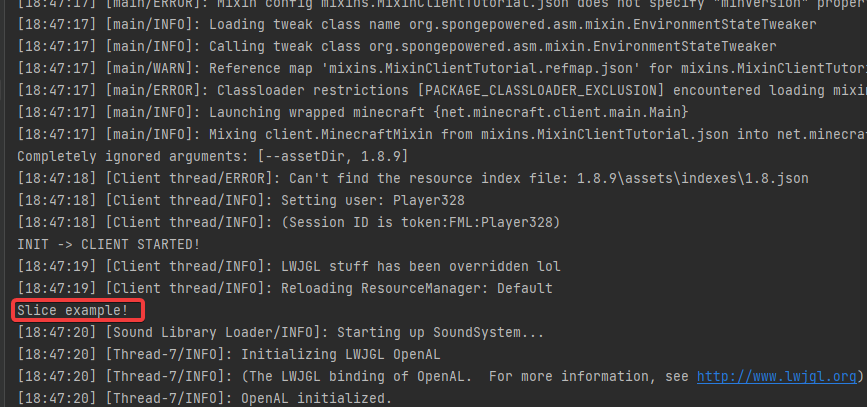 [18:47:17] [main/ERROR]: Mixin config mixins.MixinClientTutorial.json does not specify "minVersion" proper
[18:47:17] [main/INFO]: Loading tweak class name org.spongepowered.asm.mixin.EnvironmentStateTweaker
[18:47:17] [main/INFO]: Calling tweak class org.spongepowered.asm.mixin.EnvironmentStateTweaker
[18:47:17] [main/WARN]: Reference map 'mixins.MixinClientTutorial.refmap.json' for mixins.MixinClientTutori
[18:47:17] [main/ERROR]: Classloader restrictions [PACKAGE_CLASSLOADER_EXCLUSION] encountered loading mixin
[18:47:17] [main/INFO]: Launching wrapped minecraft {net.minecraft.client.main.Main}
[18:47:17] [main/INFO]: Mixing client.MinecraftMixin from mixins.MixinClientTutorial.json into net.minecra
Completely ignored arguments: [--assetDir, 1.8.9]
[18:47:18] [Client thread/ERROR]: Can't find the resource index file: 1.8.9\assets\indexes\1.8.json
[18:47:18] [Client thread/INFO]: Setting user: Player328
[18:47:18] [Client thread/INFO]: (Session ID is token:FML:Player328)
INIT -> CLIENT STARTED!
[18:47:19] [Client thread/INFO]: LWJGL stuff has been overridden lol
[18:47:19] [Client thread/INFO]: Reloading ResourceManager: Default
Slice example!
[18:47:20] [Sound Library Loader/INFO]: Starting up SoundSystem...
[18:47:20] [Thread-7/INFO]: Initializing LWJGL OpenAL
[18:47:20] [Thread-7/INFO]: (The LWJGL binding of OpenAL.  For more information, see http://www.lwjgl.org)
[18:47:20] [Thread-7/INFO]: OpenAL initialized.